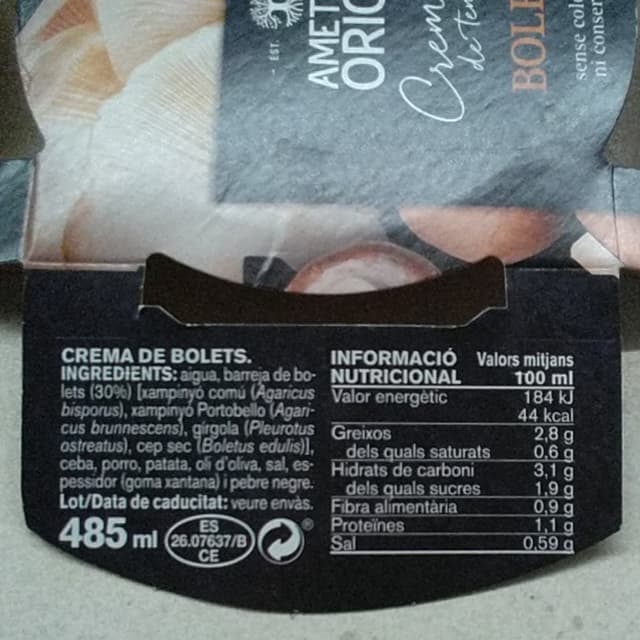 EST.
AMET
ORIG
Crem
de tem
BOL
sense col
ni conser
CREMA DE BOLETS.
INGREDIENTS: aigua, barreja de bo-
lets (30%) [xampinyó comú (Agaricus
bisporus), xampinyó Portobello (Agari-
cus brunnescens), gírgola (Pleurotus
ostreatus), cep sec (Boletus edulis)],
ceba, porro, patata, oli d'oliva, sal, es-
pessidor (goma xantana) i pebre negre.
Lot/Data de caducitat: veure envàs.
485 ml
ES
26.07637/B
CE
®
INFORMACIÓ Valors mitjans
NUTRICIONAL 100 ml
Valor energètic 184 kJ
44 kcal
Greixos 2,8 g
dels quals saturats 0,6 g
Hidrats de carboni 3,1 g
dels quals sucres 1,9 g
Fibra alimentària 0,9 g
Proteïnes 1,1 g
Sal 0,59 g